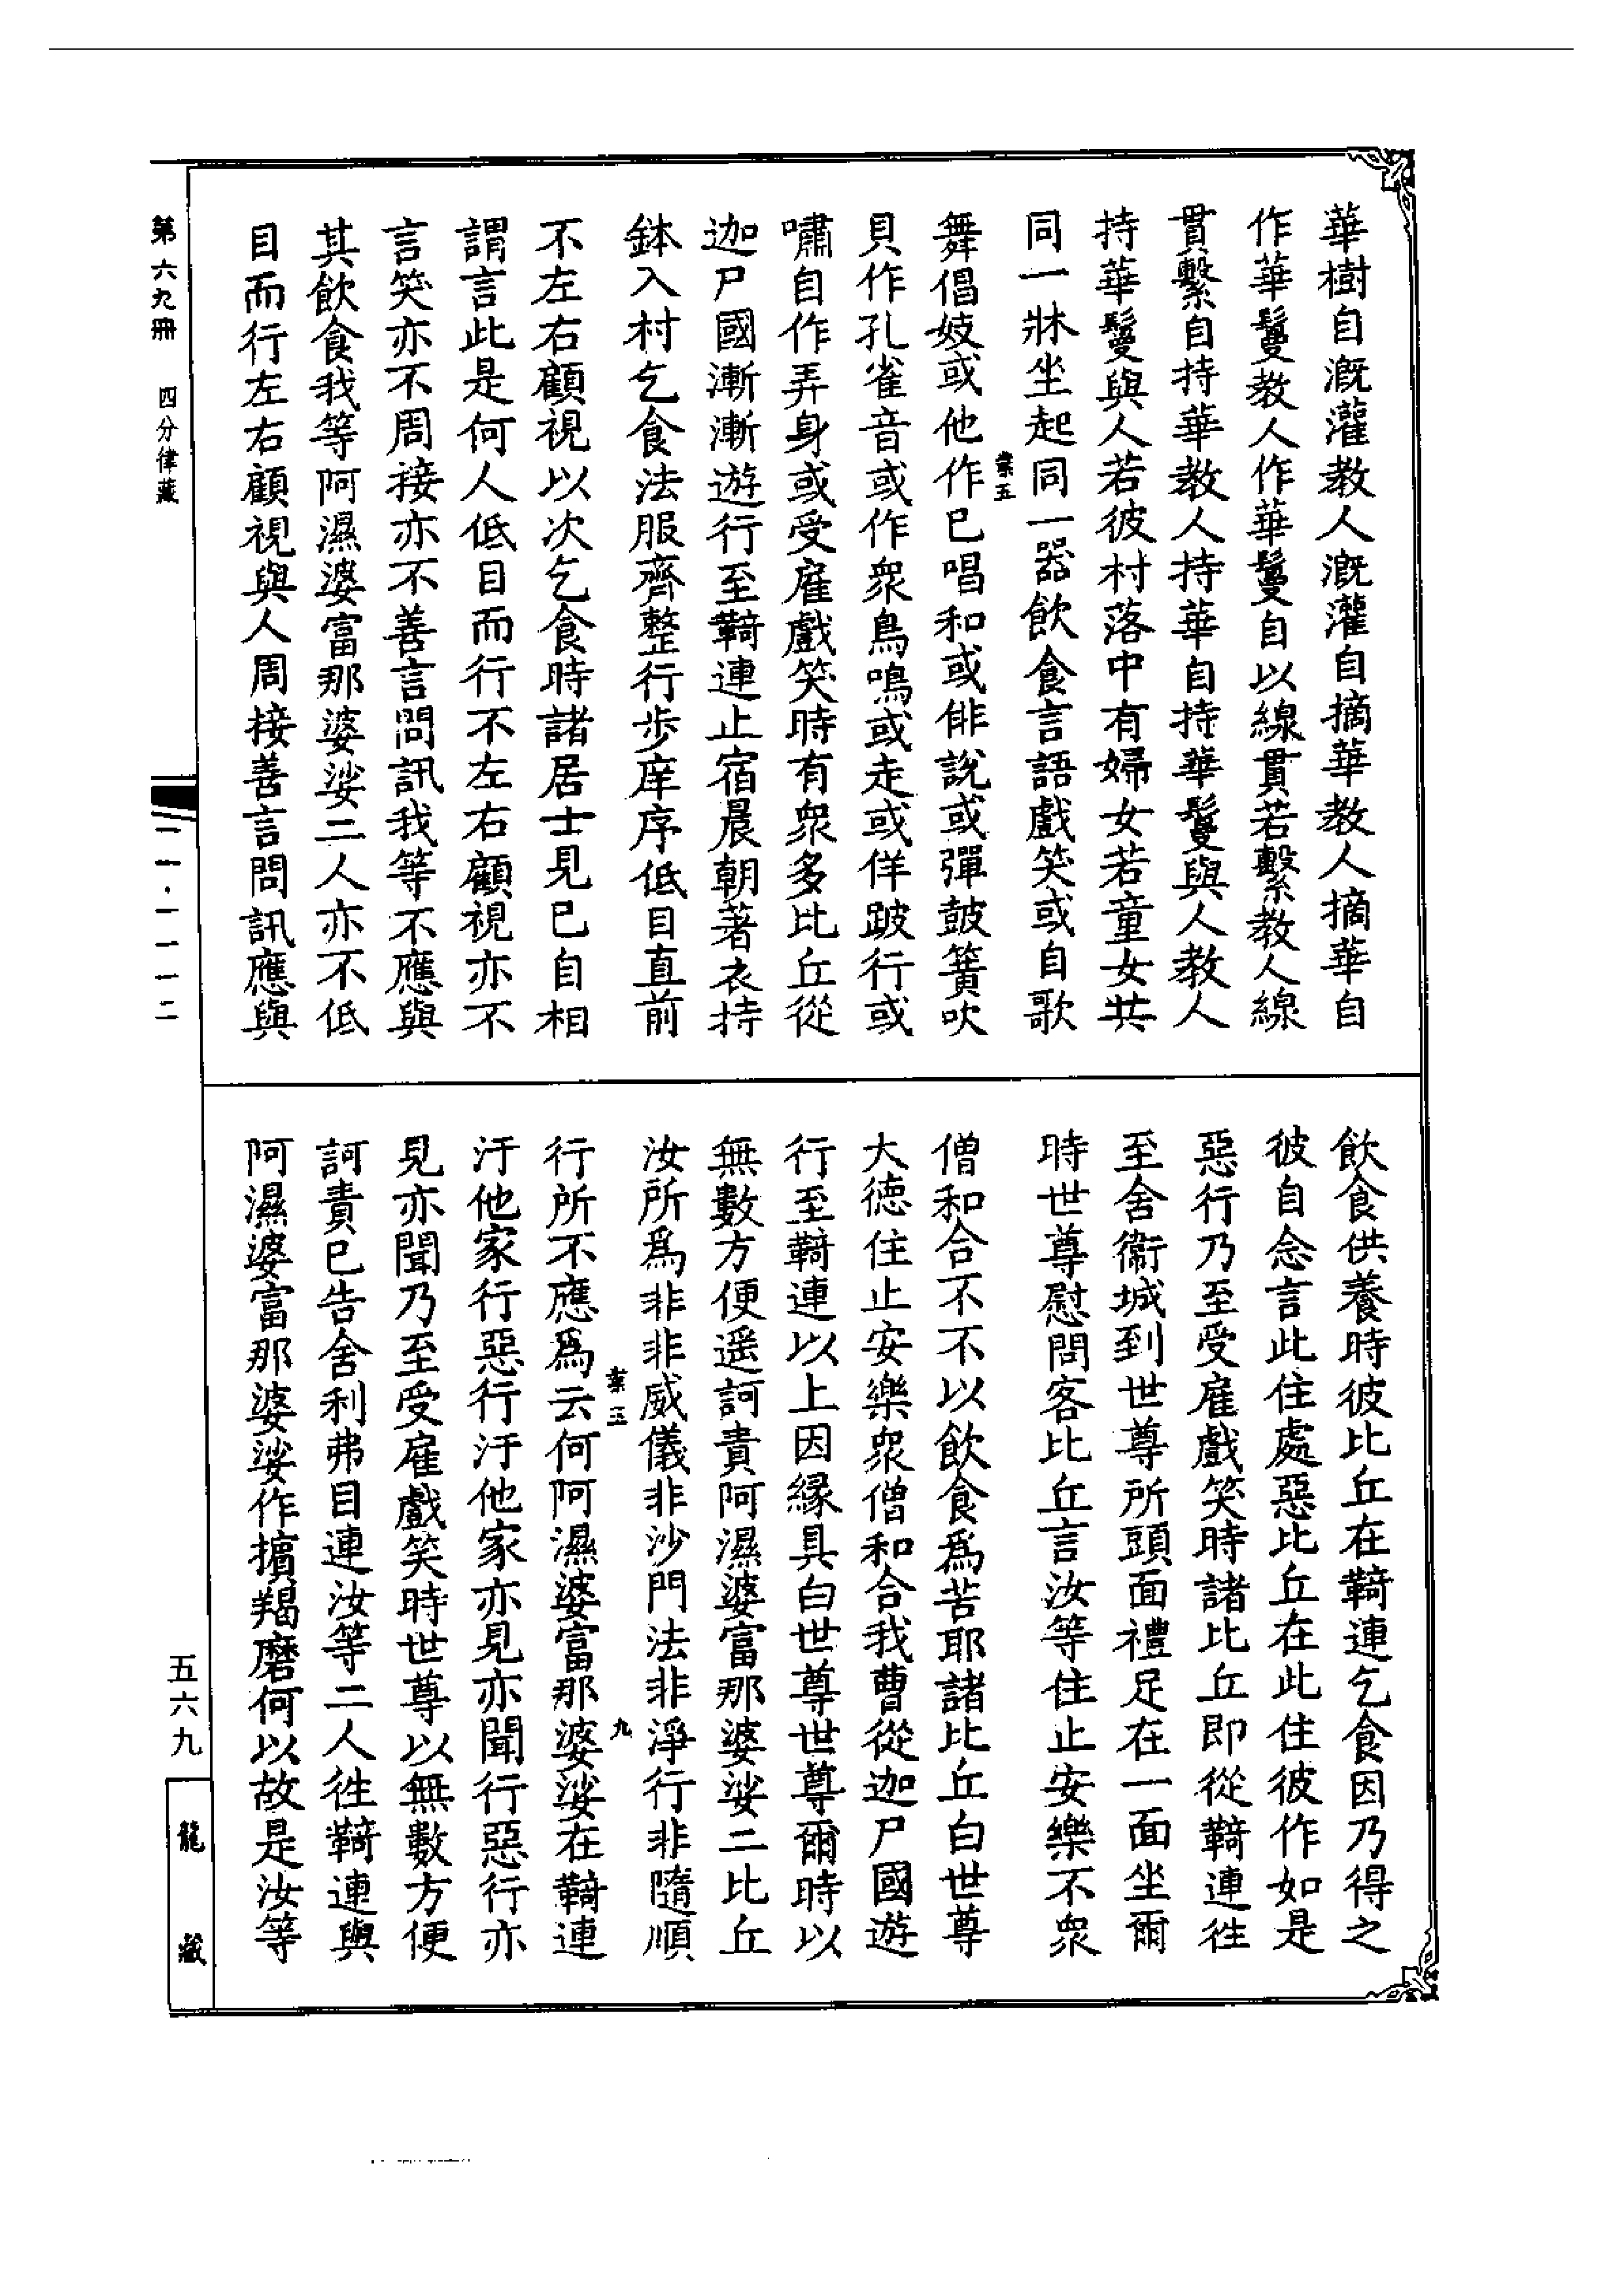 華樹自漑灌教人漑灌自摘華教人摘華自
作華鬘教人作華鬘自以線貫若繫教人線
貫繫自持華教人持華自持華鬘與人教人
持華鬘與人若彼村落中有婦女若童女共
同一牀坐起同一器飲食言語戲笑或自歌
舞倡妓或他作已唱和或俳說或彈鼓簧吹
貝作孔雀音或作衆鳥鳴或走或佯跛行或
嘯自作弄身或受雇戲笑時有衆多比丘從
迦尸國漸漸遊行至鞊連止宿晨朝著衣持
鉢入村乞食法服齊整行步庠序低目直前
不左右顧視以次乞食時諸居士見已自相
謂言此是何人低目而行不左右顧視亦不
言笑亦不周接亦不善言問訊我等不應與
其飲食我等阿濕婆富那婆娑二人亦不低
目而行左右顧視與人周接善言問訊應與
飲食供養時彼比丘在鞊連乞食因乃得之
彼自念言此住處惡比丘在此住彼作如是
惡行乃至受雇戲笑時諸比丘即從鞊連往
至舍衞城到世尊所頭面禮足在一面坐爾
時世尊慰問客比丘言汝等住止安樂不衆
僧和合不不以飲食爲苦耶諸比丘白世尊
大德住止安樂衆僧和合我曹從迦尸國遊
行至鞊連以上因緣具白世尊世尊爾時以
無數方便遥訶責阿濕婆富那婆娑二比丘
汝所爲非非威儀非沙門法非淨行非隨順
行所不應爲云何阿濕婆富那婆娑在鞊連
汙他家行惡行汙他家亦見亦聞行惡行亦
見亦聞乃至受雇戲笑時世尊以無數方便
訶責已告舍利弗目連汝等二人往鞊連與
阿濕婆富那婆娑作擯羯磨何以故是汝等
第六九冊 四分律藏
一一·一一一二
五六九
龍藏